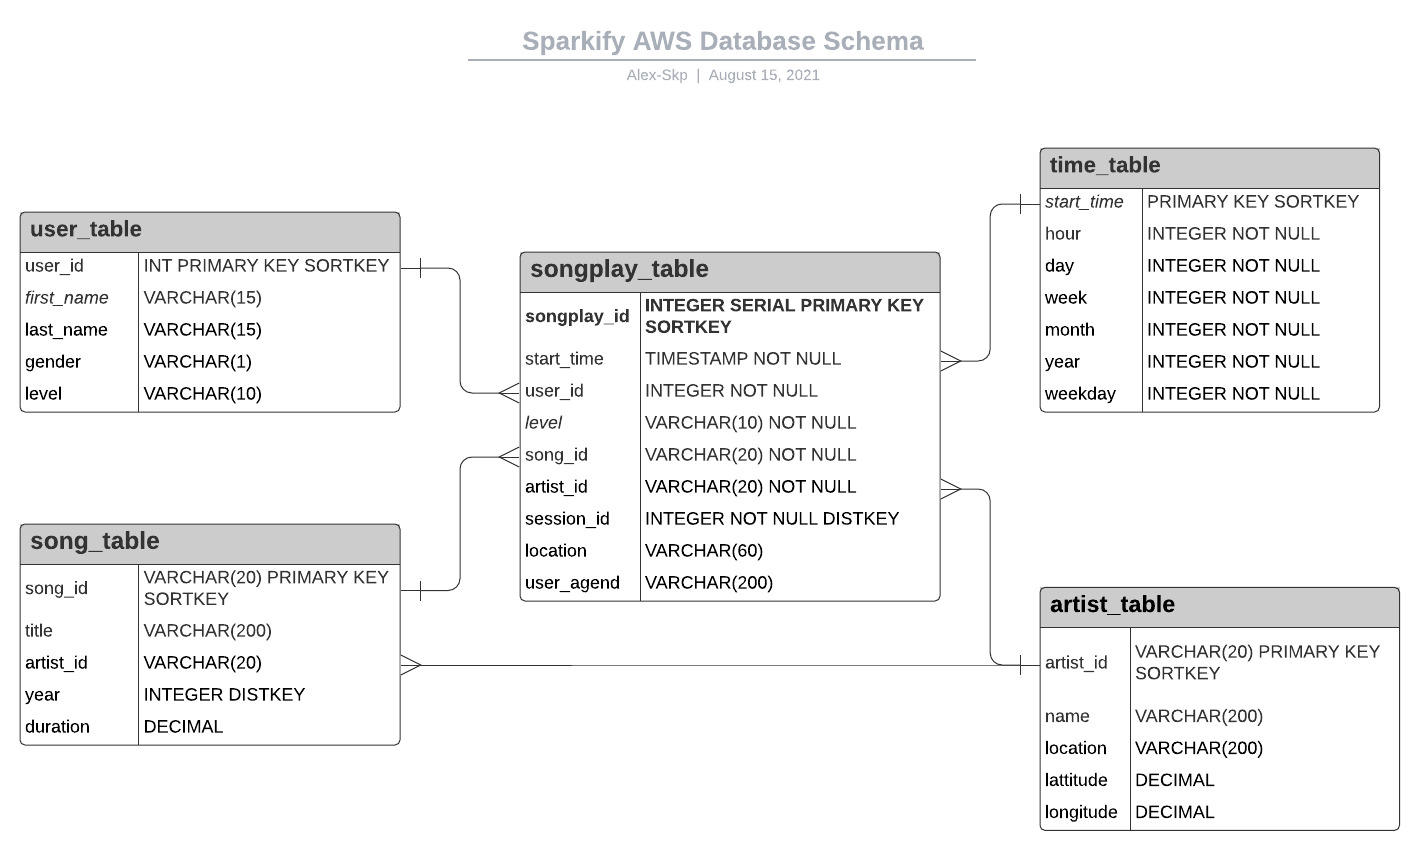 Sparkify AWS Database Schema
Alex-Skp | August 15, 2021
user_table
user_id INT PRIMARY KEY SORTKEY
first_name VARCHAR(15)
last_name VARCHAR(15)
gender VARCHAR(1)
level VARCHAR(10)
song_table
song_id VARCHAR(20) PRIMARY KEY
SORTKEY
title VARCHAR(200)
artist_id VARCHAR(20)
year INTEGER DISTKEY
duration DECIMAL
songplay_table
songplay_id INTEGER SERIAL PRIMARY KEY
SORTKEY
start_time TIMESTAMP NOT NULL
user_id INTEGER NOT NULL
level VARCHAR(10) NOT NULL
song_id VARCHAR(20) NOT NULL
artist_id VARCHAR(20) NOT NULL
session_id INTEGER NOT NULL DISTKEY
location VARCHAR(60)
user_agend VARCHAR(200)
time_table
start_time PRIMARY KEY SORTKEY
hour INTEGER NOT NULL
day INTEGER NOT NULL
week INTEGER NOT NULL
month INTEGER NOT NULL
year INTEGER NOT NULL
weekday INTEGER NOT NULL
artist_table
artist_id VARCHAR(20) PRIMARY KEY
SORTKEY
name VARCHAR(200)
location VARCHAR(200)
lattitude DECIMAL
longitude DECIMAL